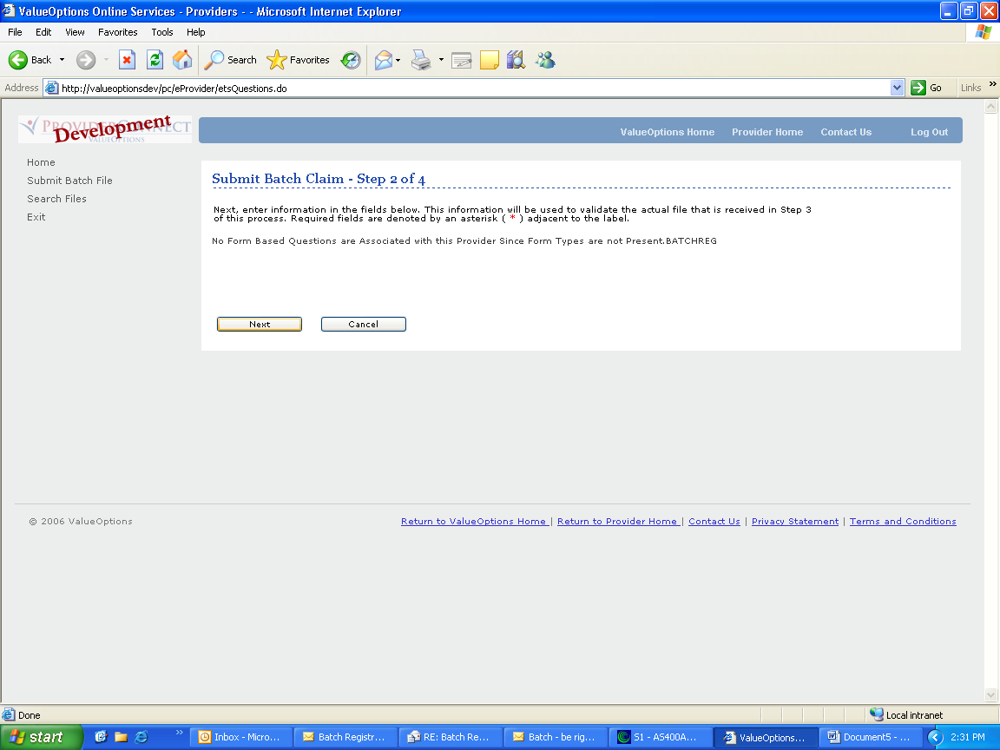 ValueOptions Online Services - Providers - - Microsoft Internet Explorer
File Edit View Favorites Tools Help
Back Search Favorites
Address http://valueoptionsdev/pc/eProvider/etsQuestions.do Go Links »
PROVIDERCONNECT
VALUEOPTIONS
Development
ValueOptions Home Provider Home Contact Us Log Out
Home
Submit Batch File
Search Files
Exit
Submit Batch Claim - Step 2 of 4
Next, enter information in the fields below. This information will be used to validate the actual file that is received in Step 3
of this process. Required fields are denoted by an asterisk ( * ) adjacent to the label.
No Form Based Questions are Associated with this Provider Since Form Types are not Present.BATCHREG
Next Cancel
© 2006 ValueOptions
Return to ValueOptions Home | Return to Provider Home | Contact Us | Privacy Statement | Terms and Conditions
Done Local intranet
start » Inbox - Micro... Batch Registr... RE: Batch Re... Batch - be rig... S1 - AS400A... ValueOptions... Document5 - ... 2:31 PM